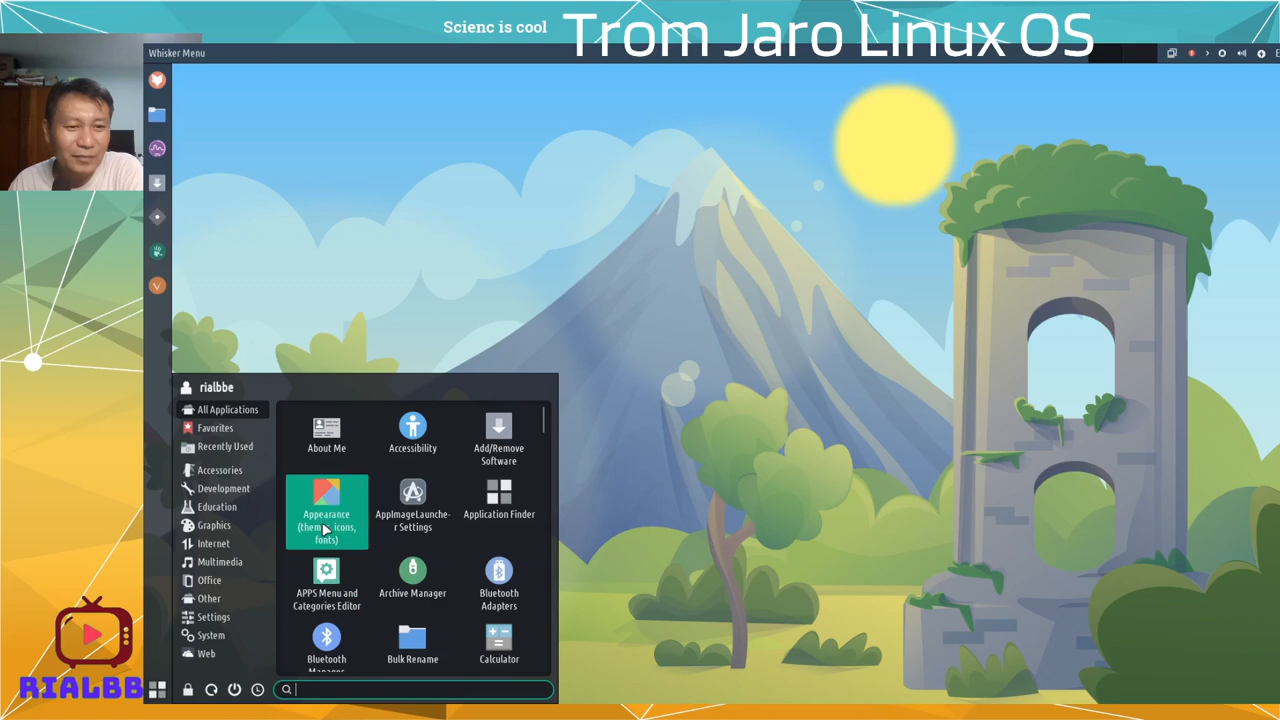 Scienc is cool
Trom Jaro Linux OS
Whisker Menu
rialbbe
All Applications
Favorites
Recently Used
Accessories
Development
Education
Graphics
Internet
Multimedia
Office
Other
Settings
System
Web
About Me
Accessibility
Add/Remove
Software
Appearance
icons,
fonts)
AppImageLaunche-
r Settings
Application Finder
APPS Menu and
Categories Editor
Archive Manager
Bluetooth
Adapters
Bluetooth
Manager
Bulk Rename
Calculator
RIALBB